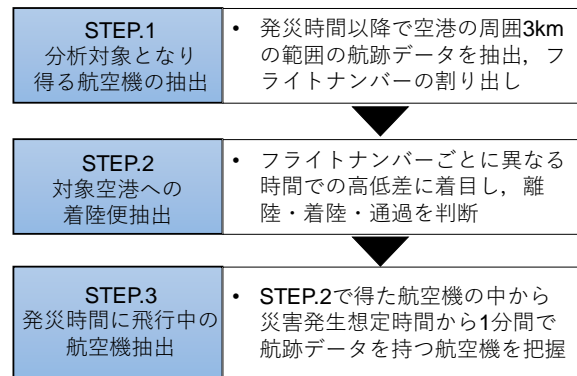 STEP.1
分析対象となり
得る航空機の抽出
• 発災時間以降で空港の周囲3km
の範囲の航跡データを抽出，フ
ライトナンバーの割り出し
STEP.2
対象空港への
着陸便抽出
• フライトナンバーごとに異なる
時間での高低差に着目し，離
陸・着陸・通過を判断
STEP.3
発災時間に飛行中の
航空機抽出
• STEP.2で得た航空機の中から
災害発生想定時間から1分間で
航跡データを持つ航空機を把握